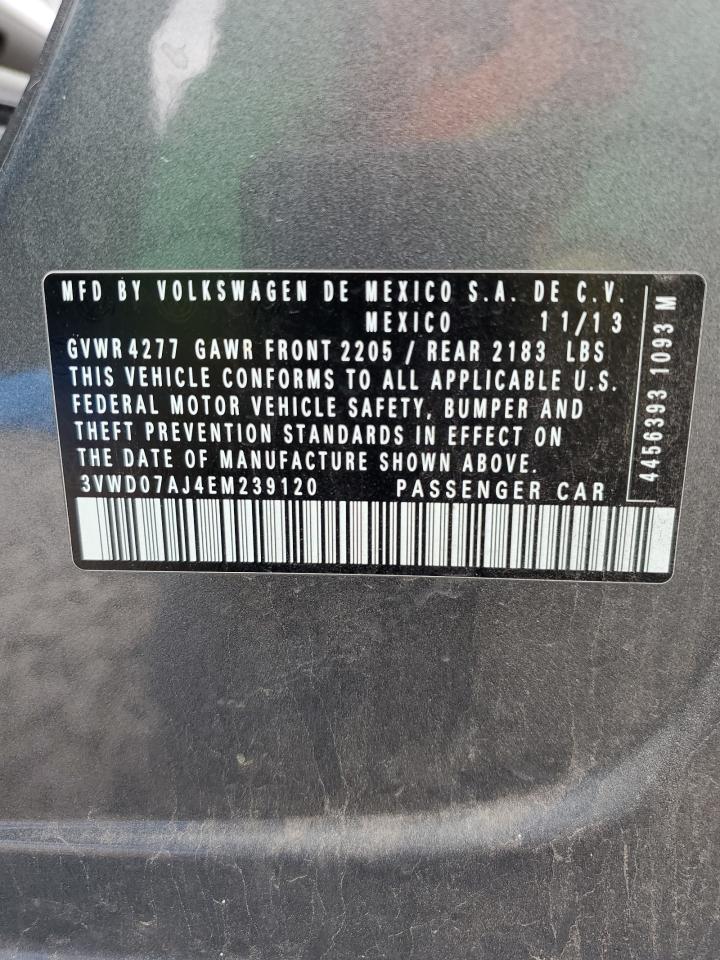 MFD BY VOLKSWAGEN DE MEXICO S.A. DE C.V.
MEXICO 11/13
GVWR 4277 GAWR FRONT 2205 / REAR 2183 LBS
THIS VEHICLE CONFORMS TO ALL APPLICABLE U.S.
FEDERAL MOTOR VEHICLE SAFETY, BUMPER AND
THEFT PREVENTION STANDARDS IN EFFECT ON
THE DATE OF MANUFACTURE SHOWN ABOVE.
3VWD07AJ4EM239120 PASSENGER CAR
4456393 1093 M